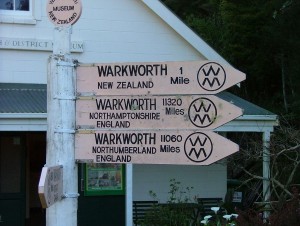 MUSEUM
NEW ZEALAND
DISTRICT MUSEUM
WARKWORTH 1
NEW ZEALAND Mile
WARKWORTH 11320
NORTHAMPTONSHIRE Miles
ENGLAND
WARKWORTH 11060
NORTHUMBERLAND Miles
ENGLAND